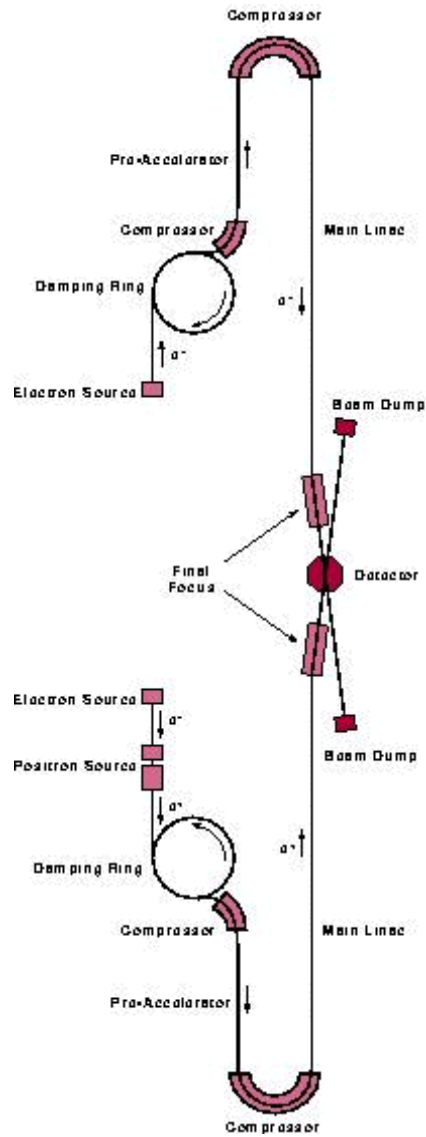 Compressor
Pre-Accelerator
Compressor
Main Linac
Damping Ring
Electron Source
Beam Dump
Final
Focus
Detector
Electron Source
Positron Source
Beam Dump
Damping Ring
Compressor
Main Linac
Pre-Accelerator
Compressor